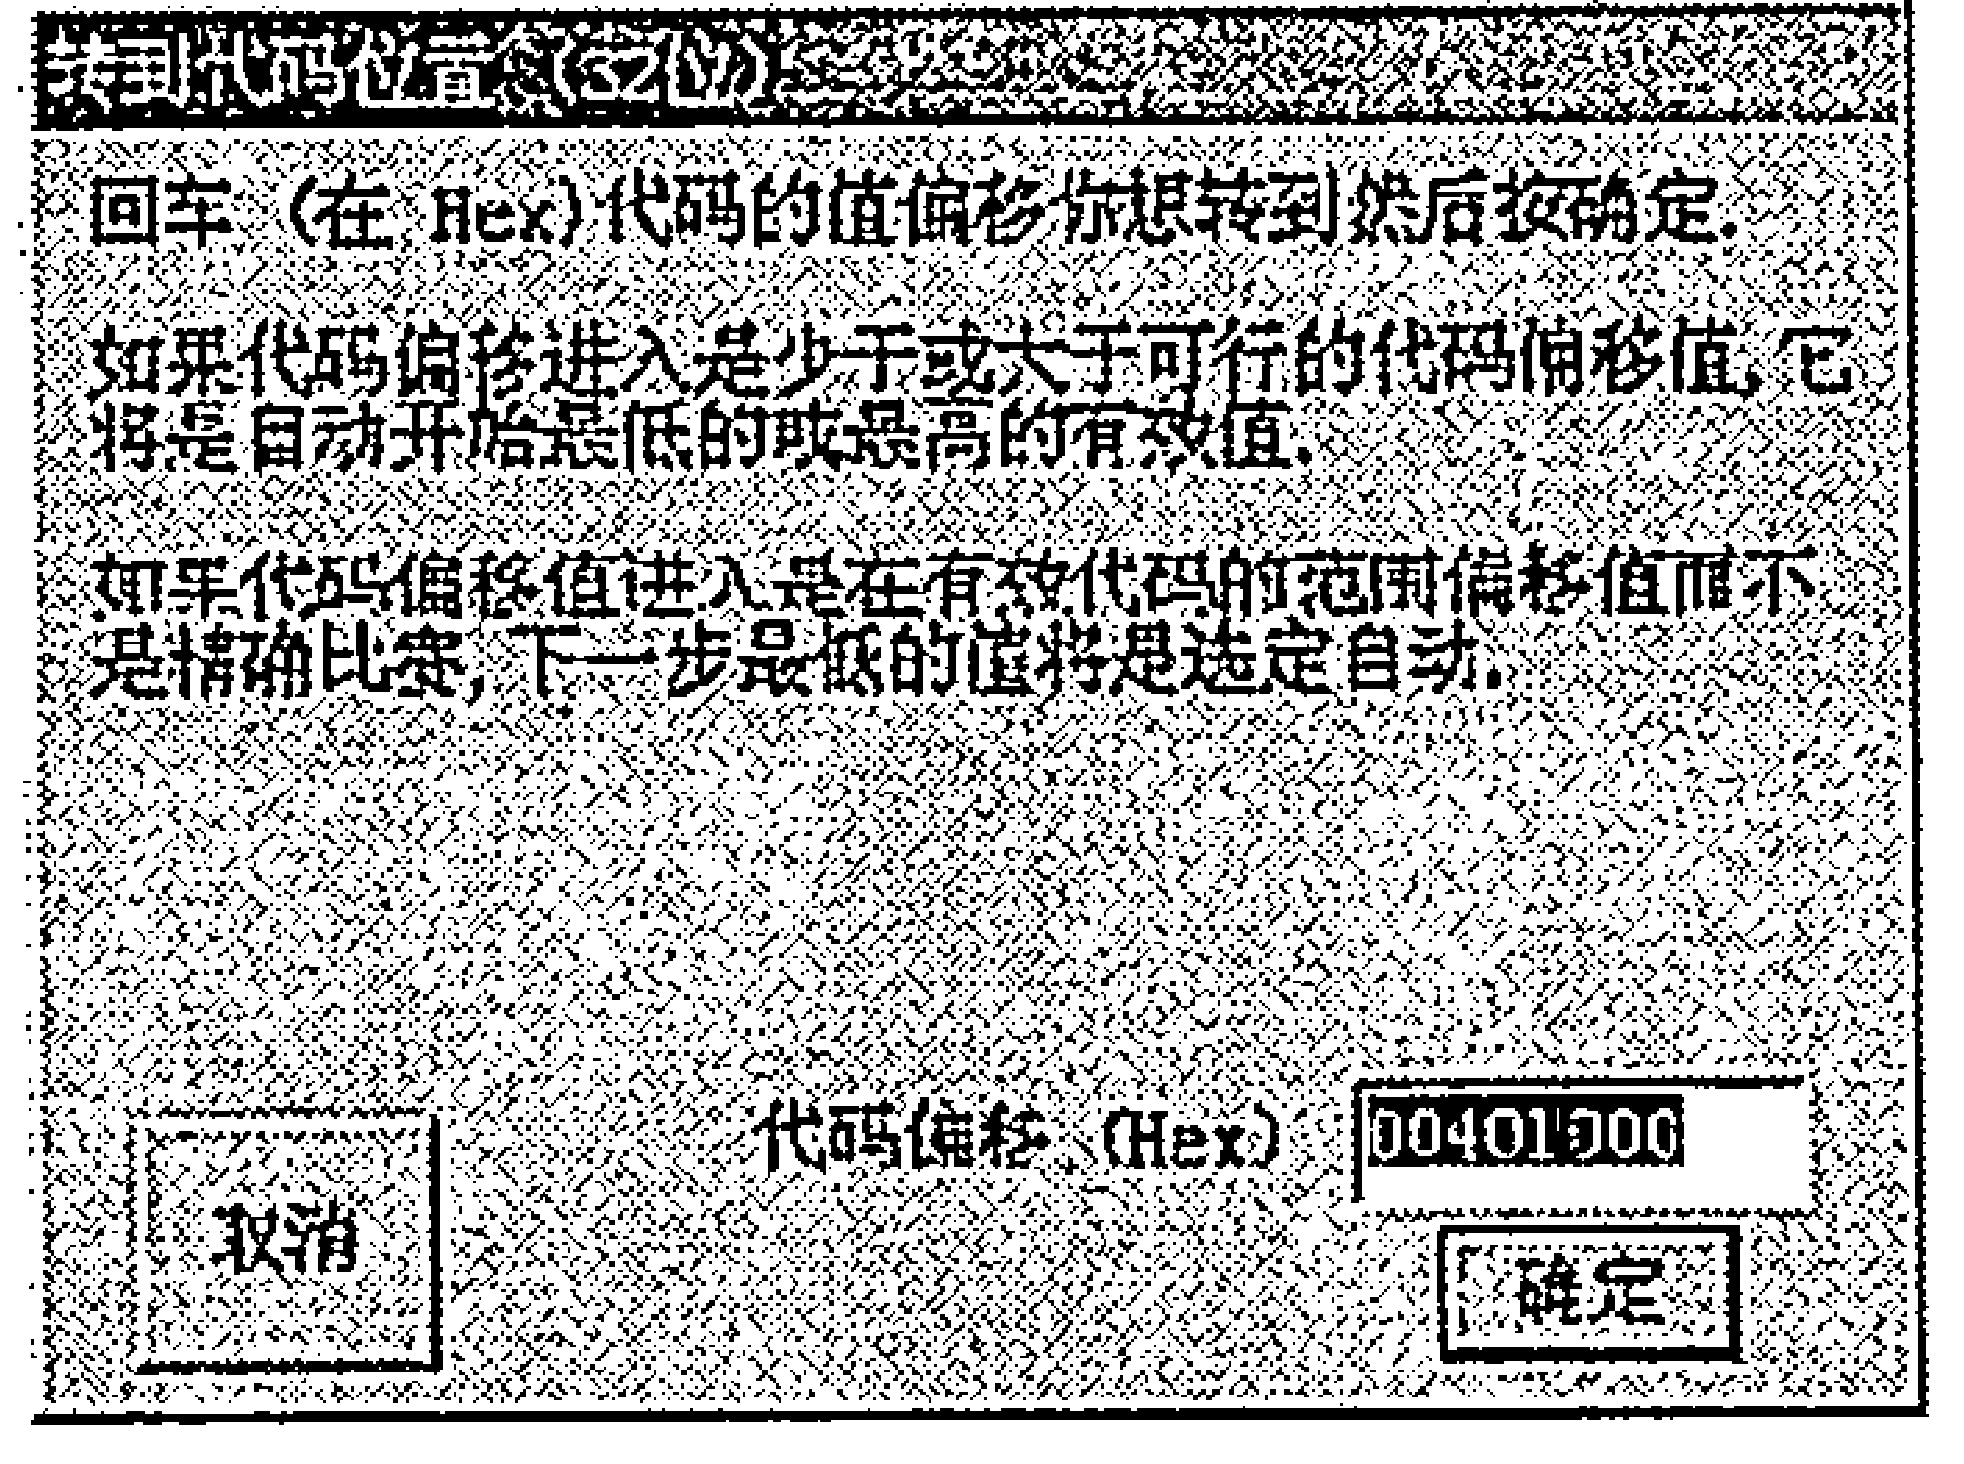 转到代码位置 (32位)
回车 (在 Hex) 代码的值偏移你想转到然后按确定.
如果代码偏移进入是少于或大于可行的代码偏移值, 它
将是自动开始最低的或是高的有效值.
如果代码偏移值进入是在有效代码的范围偏移值而不
是精确比赛, 下一步最低的值将是选定自动.
代码偏移 (Hex) 00401000
取消
确定